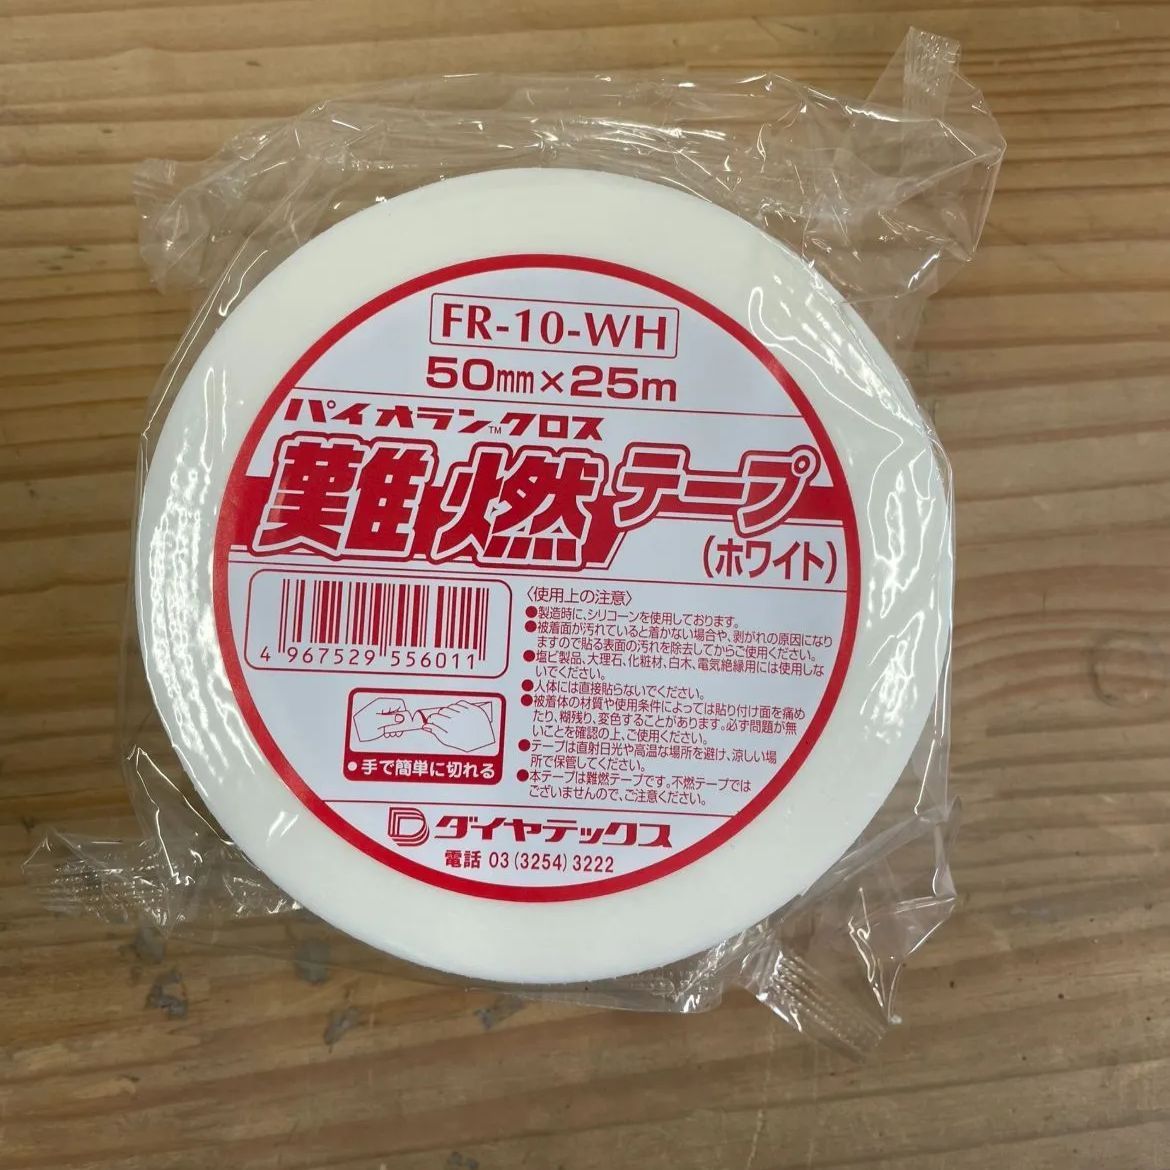 FR-10-WH
50mm×25m
パイオラン™クロス
難燃テープ
(ホワイト)
4 967529 556011
●手で簡単に切れる
〈使用上の注意〉
●製造時に、シリコーンを使用しております。
●被着面が汚れていると着かない場合や、剥がれの原因になり
ますので貼る表面の汚れを除去してからご使用ください。
●塩ビ製品、大理石、化粧材、白木、電気絶縁用には使用しな
いでください。
●人体には直接貼らないでください。
●被着体の材質や使用条件によっては貼り付け面を痛め
たり、糊残り、変色することがあります。必ず問題が無
いことを確認の上、ご使用ください。
●テープは直射日光や高温な場所を避け、涼しい場
所で保管してください。
●本テープは難燃テープです。不燃テープでは
ございませんので、ご注意ください。
ダイヤテックス
電話 03(3254)3222